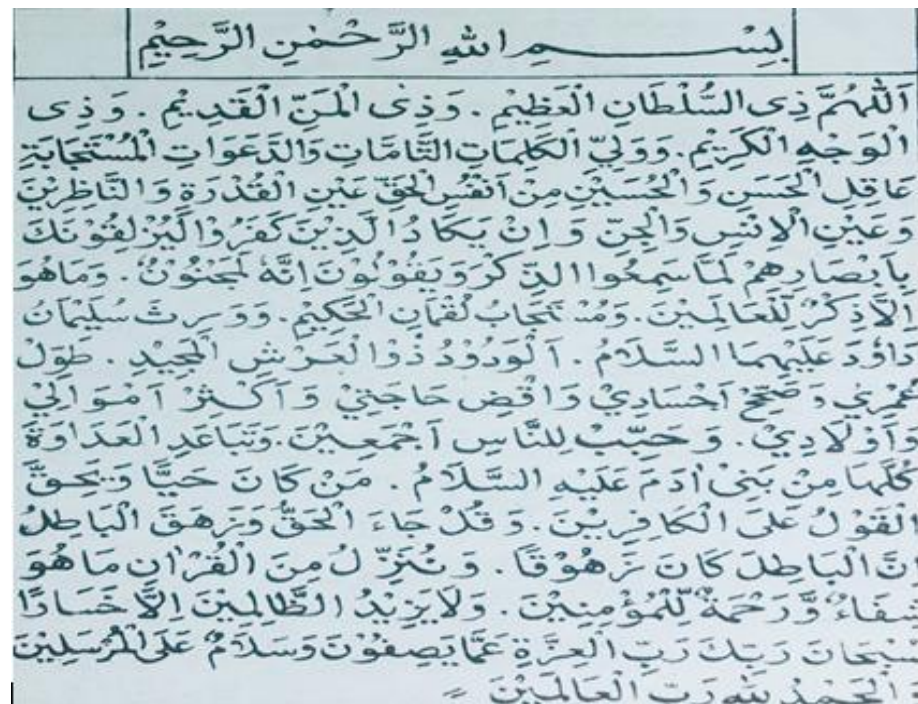 بِسْــــمِ اللهِ الرَّحْمٰنِ الرَّحِيْمِ
اَللّٰهُمَّ ذِى السُّلْطَانِ الْعَظِيْمِ . وَذِى الْمَنِّ الْقَدِيْمِ . وَذِى
الْوَجْهِ الْكَرِيْمِ . وَوَلِيِّ الْكَلِمَاتِ التَّامَّاتِ وَالدَّعَوَاتِ الْمُسْتَجَابَةِ
عَاقِلِ الْحَسَنِ وَالْحُسَيْنِ مِنْ اَنْفُسِ الْحَقِّ عَيْنِ الْقُدْرَةِ وَالنَّاظِرِيْنَ
وَعَيْنِ الْاِنْسِ وَالْجِنِّ وَاِنْ يَكَادُ الَّذِيْنَ كَفَرُوْا لَيُزْلِقُوْنَكَ
بِاَبْصَارِهِمْ لَمَّا سَمِعُوا الذِّكْرَ وَيَقُوْلُوْنَ اِنَّهُ لَمَجْنُوْنٌ . وَمَا هُوَ
اِلَّا ذِكْرٌ لِّلْعَالَمِيْنَ . وَمُسْتَجَابُ لُقْمَانِ الْحَكِيْمِ . وَوَرِثَ سُلَيْمَانُ
دَاوٗدَ عَلَيْهِمَا السَّلَامُ . اَلْوَدُوْدُ ذُوالْعَرْشِ الْمَجِيْدِ . طَوِّلْ
عُمْرِيْ وَصَحِّحْ اَجْسَادِيْ وَاقْضِ حَاجَتِيْ وَاَكْثِرْ اَمْوَالِيْ
وَاَوْلَادِيْ . وَحَبِّبْ لِلنَّاسِ اَجْمَعِيْنَ . وَتَبَاعَدِ الْعَدَاوَةَ
كُلَّهَا مِنْ بَنِىْ اٰدَمَ عَلَيْهِ السَّلَامُ . مَنْ كَانَ حَيًّا وَيَحِقَّ
الْقَوْلُ عَلَى الْكَافِرِيْنَ . وَقُلْ جَاءَ الْحَقُّ وَزَهَقَ الْبَاطِلُ
اِنَّ الْبَاطِلَ كَانَ زَهُوْقًا . وَنُنَزِّلُ مِنَ الْقُرْاٰنِ مَا هُوَ
شِفَاءٌ وَّرَحْمَةٌ لِّلْمُؤْمِنِيْنَ . وَلَا يَزِيْدُ الظَّالِمِيْنَ اِلَّا خَسَارًا
سُبْحَانَ رَبِّكَ رَبِّ الْعِزَّةِ عَمَّا يَصِفُوْنَ وَسَلَامٌ عَلَى الْمُرْسَلِيْنَ
وَالْحَمْدُ لِلّٰهِ رَبِّ الْعَالَمِيْنَ =